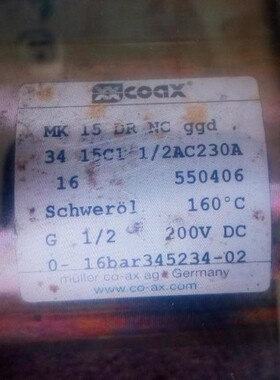 coax
MK 15 DR NC ggd
34 15C1 1/2AC230A
16 550406
Schweröl 160°C
G 1/2 200V DC
0- 16bar345234-02
müller co-ax ag Germany
www.co-ax.com